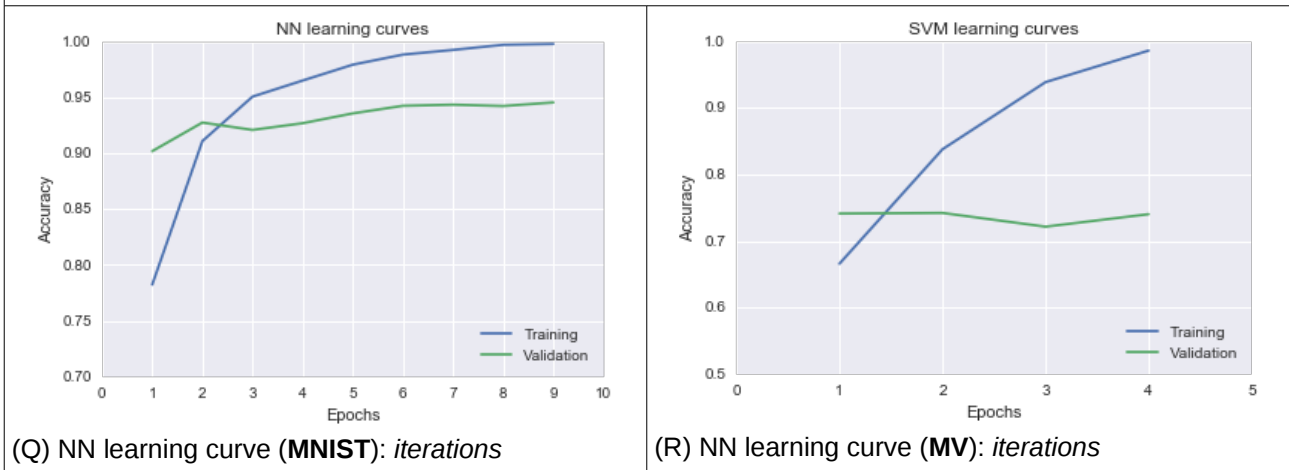 NN learning curves
1.00
0.95
0.90
0.85
0.80
0.75
0.70
Accuracy
0 1 2 3 4 5 6 7 8 9 10
Epochs
Training
Validation
(Q) NN learning curve (MNIST): iterations
SVM learning curves
1.0
0.9
0.8
0.7
0.6
0.5
Accuracy
0 1 2 3 4 5
Epochs
Training
Validation
(R) NN learning curve (MV): iterations